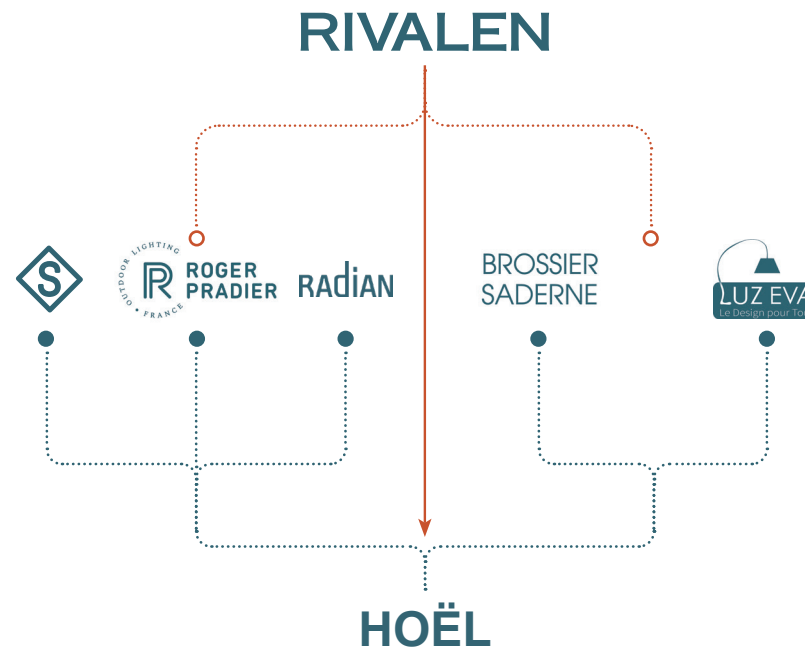 RIVALEN
S
OUTDOOR LIGHTING
• FRANCE •
R
ROGER
PRADIER
RADIAN
BROSSIER
SADERNE
LUZ EVA
Le Design pour To
HOËL